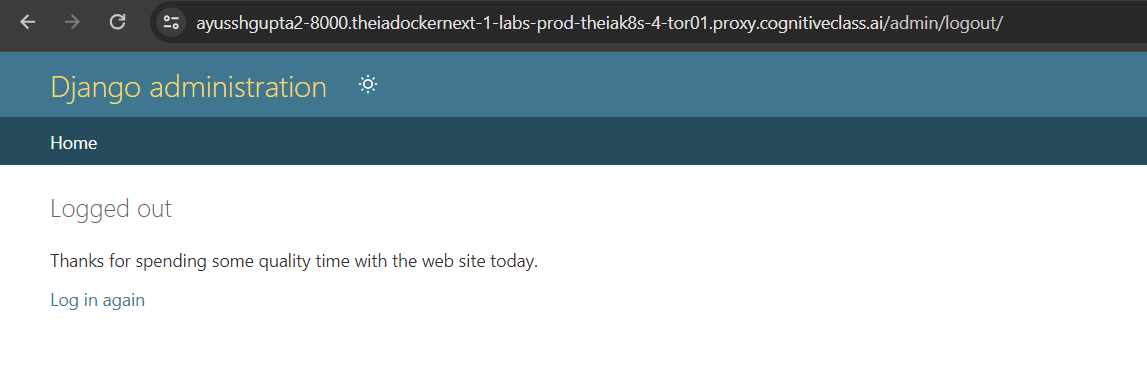 ayusshgupta2-8000.theiadockernext-1-labs-prod-theiak8s-4-tor01.proxy.cognitiveclass.ai/admin/logout/
Django administration
Home
Logged out
Thanks for spending some quality time with the web site today.
Log in again